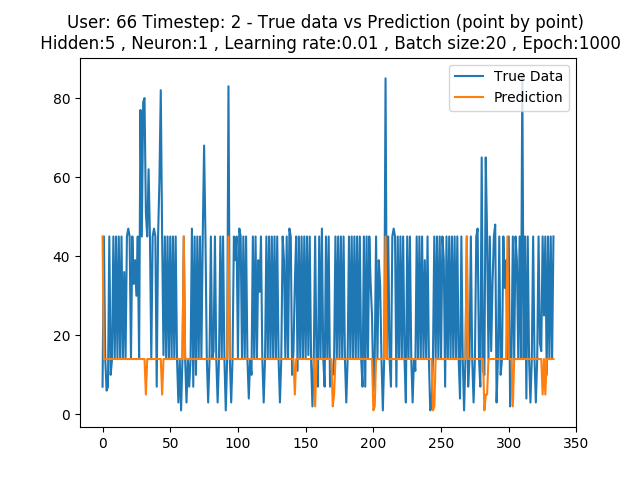 User: 66 Timestep: 2 - True data vs Prediction (point by point)
Hidden:5 , Neuron:1 , Learning rate:0.01 , Batch size:20 , Epoch:1000
True Data
Prediction
80
60
40
20
0
0 50 100 150 200 250 300 350